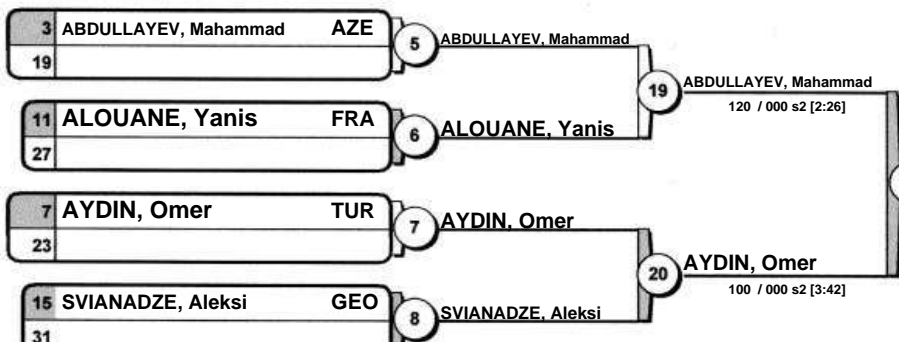 3 ABDULLAYEV, Mahammad AZE
19
5 ABDULLAYEV, Mahammad
11 ALOUANE, Yanis FRA
27
6 ALOUANE, Yanis
19 ABDULLAYEV, Mahammad
120 / 000 s2 [2:26]
7 AYDIN, Omer TUR
23
7 AYDIN, Omer
15 SVIANADZE, Aleksi GEO
31
8 SVIANADZE, Aleksi
20 AYDIN, Omer
100 / 000 s2 [3:42]